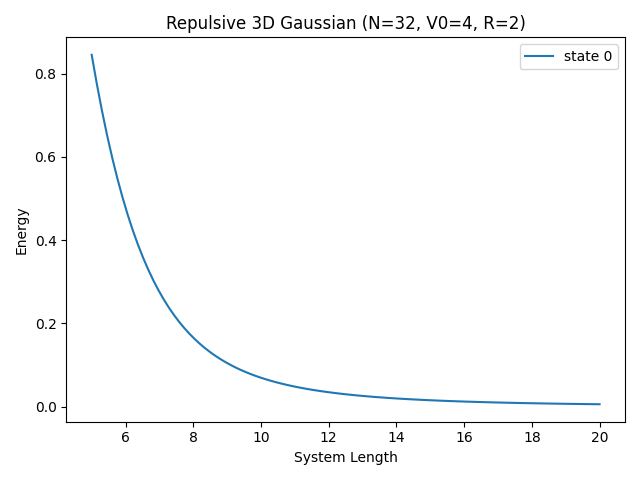 Repulsive 3D Gaussian (N=32, V0=4, R=2)
state 0
Energy
0.8
0.6
0.4
0.2
0.0
6 8 10 12 14 16 18 20
System Length